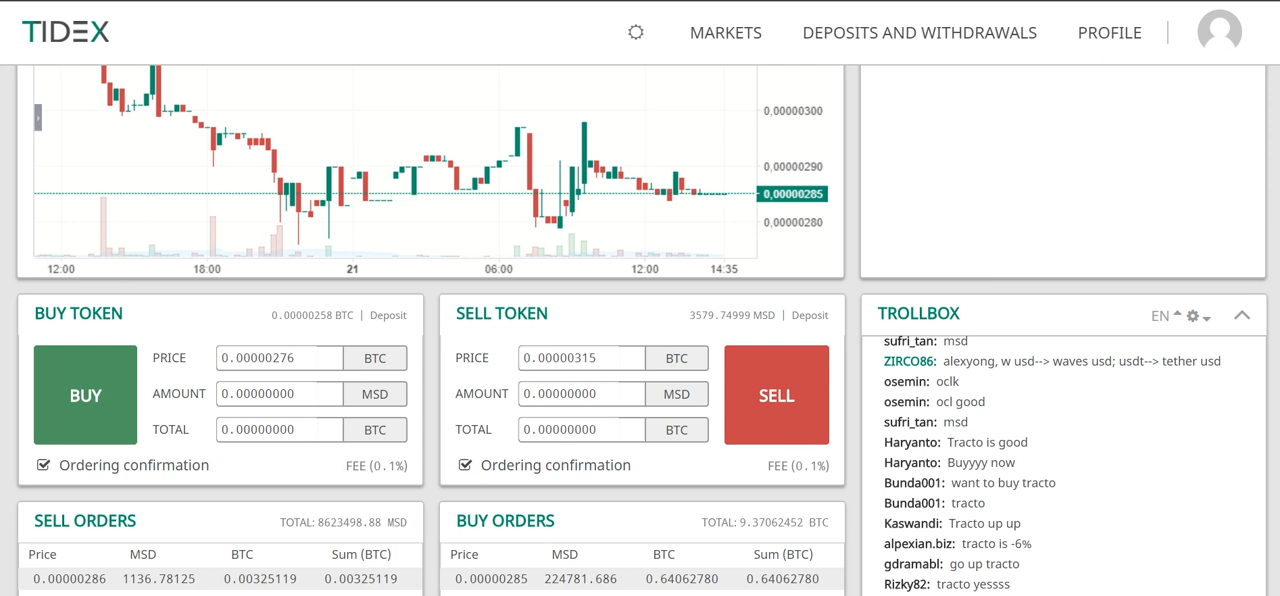 TIDEX
MARKETS DEPOSITS AND WITHDRAWALS PROFILE
0,00000300
0,00000290
0,00000285
0,00000280
12:00 18:00 21 06:00 12:00 14:35
BUY TOKEN 0.00000258 BTC | Deposit
PRICE 0.00000276 BTC
BUY AMOUNT 0.00000000 MSD
TOTAL 0.00000000 BTC
Ordering confirmation FEE (0.1%)
SELL TOKEN 3579.74999 MSD | Deposit
PRICE 0.00000315 BTC
AMOUNT 0.00000000 MSD SELL
TOTAL 0.00000000 BTC
Ordering confirmation FEE (0.1%)
TROLLBOX EN
sufri_tan: msd
ZIRCO86: alexyong, w usd--> waves usd; usdt--> tether usd
osemin: oclk
osemin: ocl good
sufri_tan: msd
Haryanto: Tracto is good
Haryanto: Buyyyy now
Bunda001: want to buy tracto
Bunda001: tracto
Kaswandi: Tracto up up
alpexian.biz: tracto is -6%
gdramabl: go up tracto
Rizky82: tracto yessss
SELL ORDERS TOTAL: 8623498.88 MSD
Price MSD BTC Sum (BTC)
0.00000286 1136.78125 0.00325119 0.00325119
BUY ORDERS TOTAL: 9.37062452 BTC
Price MSD BTC Sum (BTC)
0.00000285 224781.686 0.64062780 0.64062780